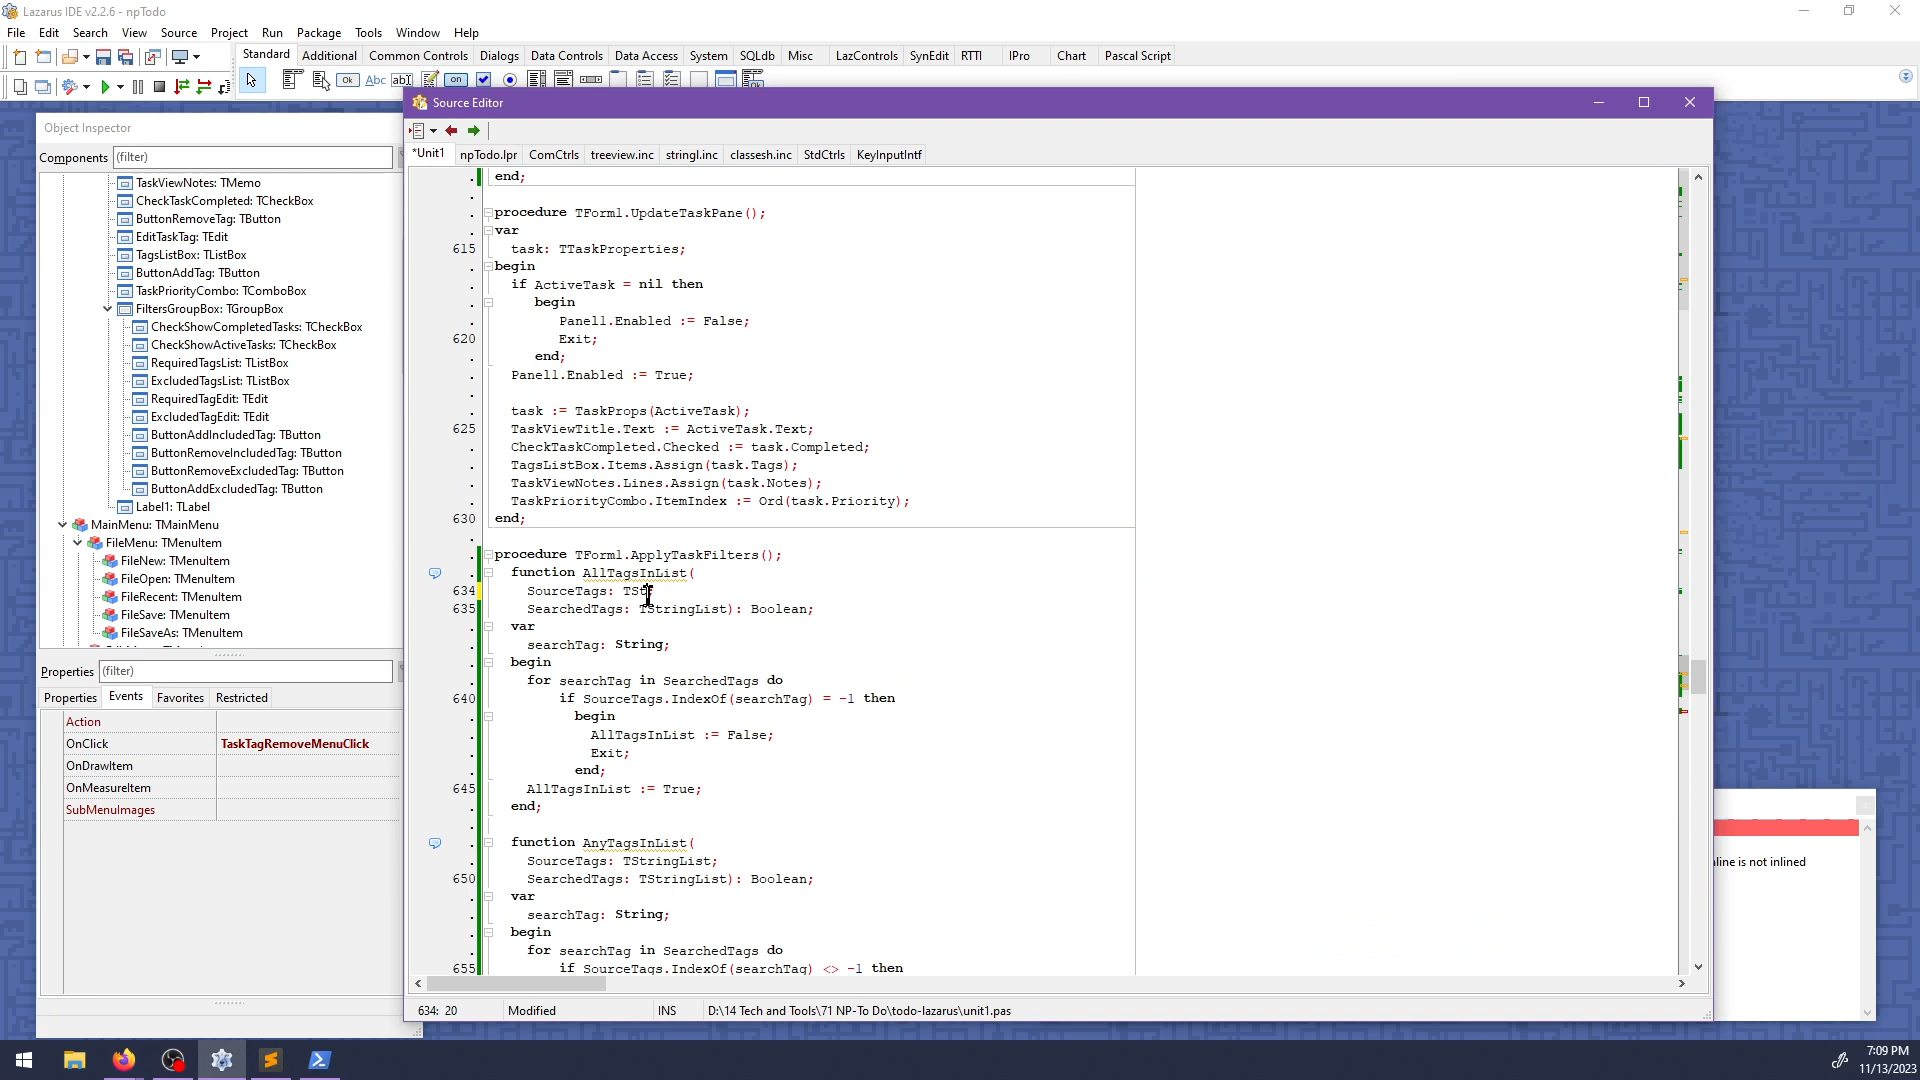 Lazarus IDE v2.2.6 - npTodo
File Edit Search View Source Project Run Package Tools Window Help
Standard Additional Common Controls Dialogs Data Controls Data Access System SQLdb Misc LazControls SynEdit RTTI IPro Chart Pascal Script
Ok Abc ab on
Source Editor
Object Inspector
Components (filter)
*Unit1 npTodo.lpr ComCtrls treeview.inc stringl.inc classesh.inc StdCtrls KeyInputIntf
TaskViewNotes: TMemo
CheckTaskCompleted: TCheckBox
ButtonRemoveTag: TButton
EditTaskTag: TEdit
TagsListBox: TListBox
ButtonAddTag: TButton
TaskPriorityCombo: TComboBox
FiltersGroupBox: TGroupBox
CheckShowCompletedTasks: TCheckBox
CheckShowActiveTasks: TCheckBox
RequiredTagsList: TListBox
ExcludedTagsList: TListBox
RequiredTagEdit: TEdit
ExcludedTagEdit: TEdit
ButtonAddIncludedTag: TButton
ButtonRemoveIncludedTag: TButton
ButtonRemoveExcludedTag: TButton
ButtonAddExcludedTag: TButton
Label1: TLabel
MainMenu: TMainMenu
FileMenu: TMenuItem
FileNew: TMenuItem
FileOpen: TMenuItem
FileRecent: TMenuItem
FileSave: TMenuItem
FileSaveAs: TMenuItem
Properties (filter)
Properties Events Favorites Restricted
Action
OnClick TaskTagRemoveMenuClick
OnDrawItem
OnMeasureItem
SubMenuImages
end;
procedure TForm1.UpdateTaskPane();
var
615 task: TTaskProperties;
begin
if ActiveTask = nil then
begin
Panel1.Enabled := False;
620 Exit;
end;
Panel1.Enabled := True;
task := TaskProps(ActiveTask);
625 TaskViewTitle.Text := ActiveTask.Text;
CheckTaskCompleted.Checked := task.Completed;
TagsListBox.Items.Assign(task.Tags);
TaskViewNotes.Lines.Assign(task.Notes);
TaskPriorityCombo.ItemIndex := Ord(task.Priority);
630 end;
procedure TForm1.ApplyTaskFilters();
function AllTagsInList(
634 SourceTags: TSt;
635 SearchedTags: TStringList): Boolean;
var
searchTag: String;
begin
for searchTag in SearchedTags do
640 if SourceTags.IndexOf(searchTag) = -1 then
begin
AllTagsInList := False;
Exit;
end;
645 AllTagsInList := True;
end;
function AnyTagsInList(
SourceTags: TStringList;
650 SearchedTags: TStringList): Boolean;
var
searchTag: String;
begin
for searchTag in SearchedTags do
655 if SourceTags.IndexOf(searchTag) <> -1 then
line is not inlined
634: 20 Modified INS D:\14 Tech and Tools\71 NP-To Do\todo-lazarus\unit1.pas
7:09 PM
11/13/2023